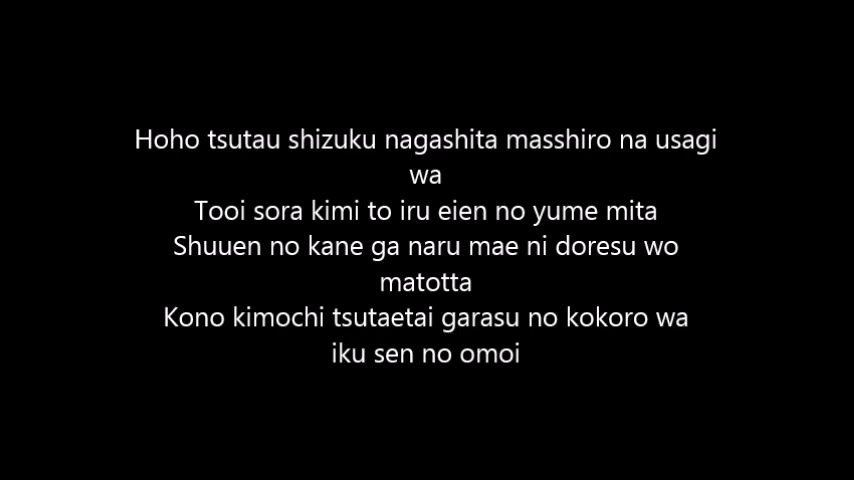 Hoho tsutau shizuku nagashita masshiro na usagi
wa
Tooi sora kimi to iru eien no yume mita
Shuuen no kane ga naru mae ni doresu wo
matotta
Kono kimochi tsutaetai garasu no kokoro wa
iku sen no omoi